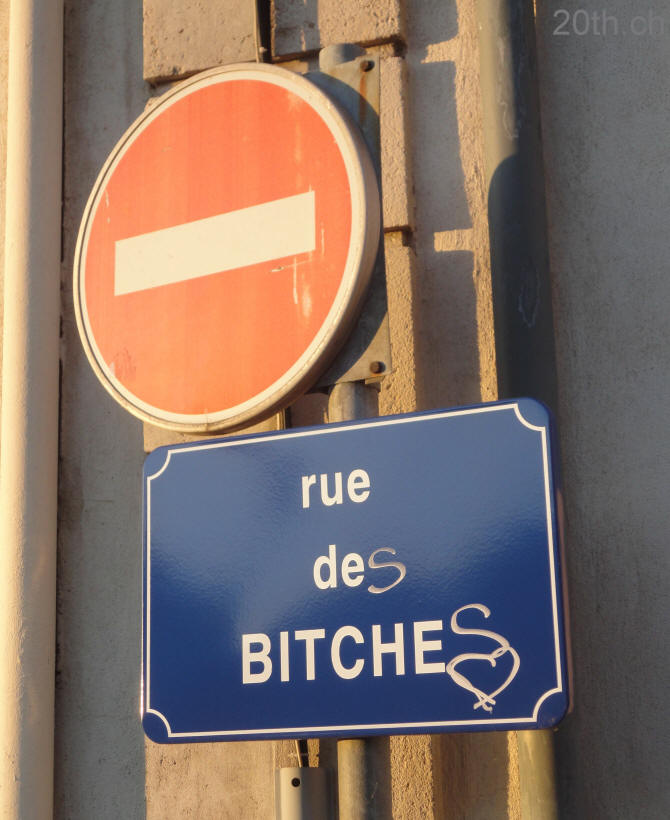 20th.ch
rue
des
BITCHES